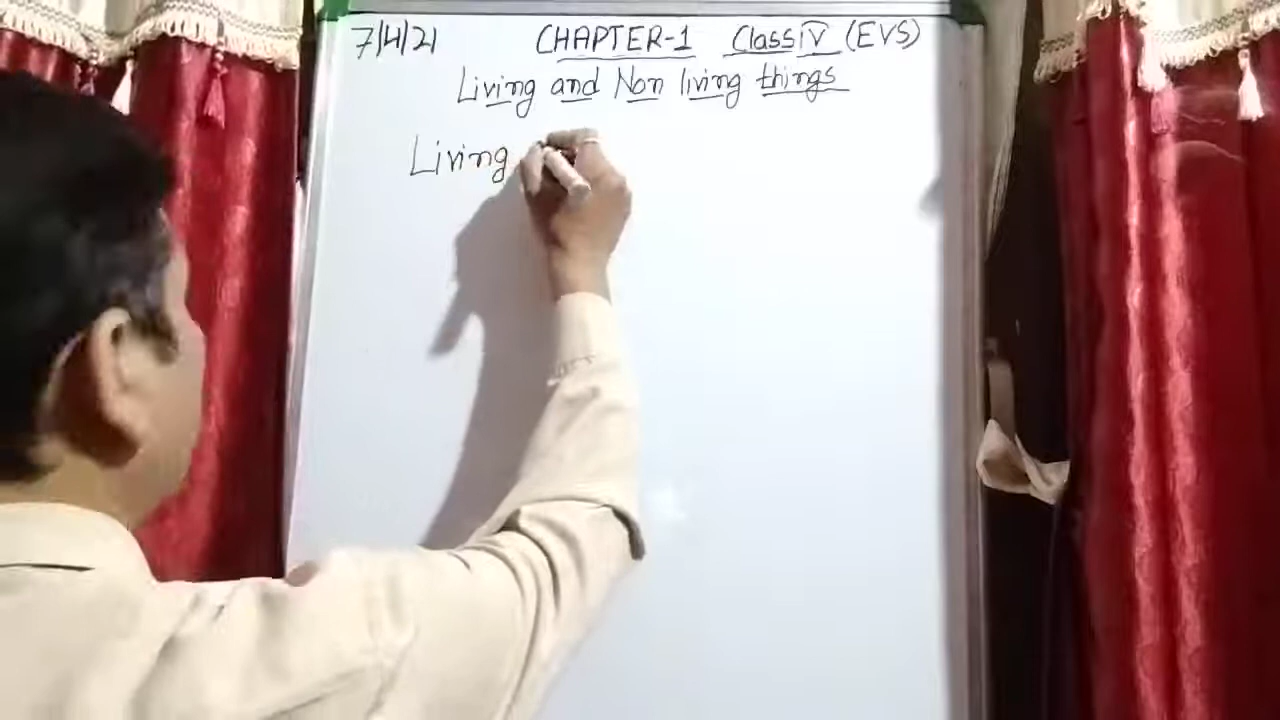 7/4/21 CHAPTER-1 Class IV (EVS)
Living and Non living things
Living